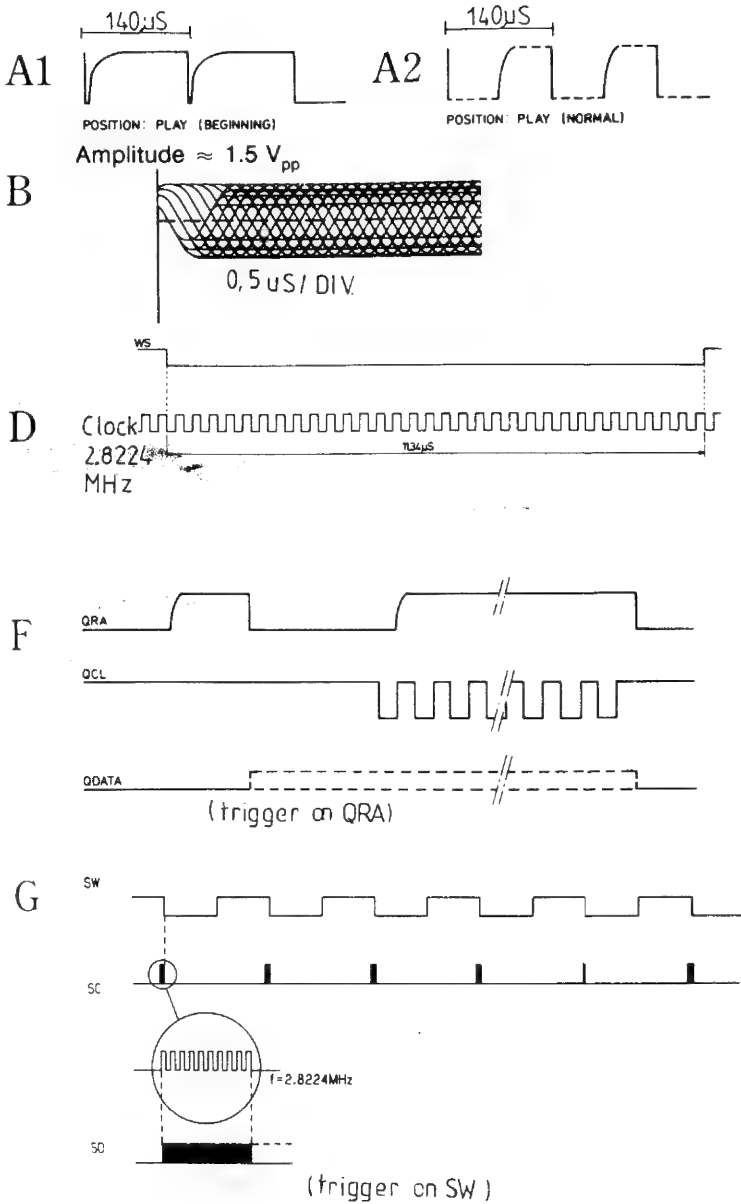 140µS
140µS
A1
A2
POSITION: PLAY (BEGINNING)
POSITION: PLAY (NORMAL)
Amplitude ≈ 1.5 Vpp
B
0,5 uS/ DIV.
WS
D
Clock
2.8224
MHz
11.34µS
F
QRA
QCL
QDATA
(trigger on QRA)
G
SW
SC
f=2.8224MHz
SD
(trigger on SW)